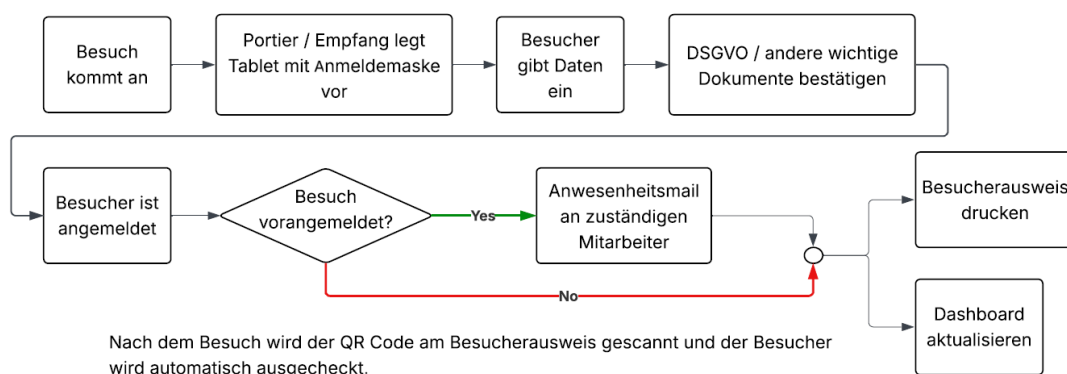 Besuch
kommt an
Portier / Empfang legt
Tablet mit Anmeldemaske
vor
Besucher
gibt Daten
ein
DSGVO / andere wichtige
Dokumente bestätigen
Besucher ist
angemeldet
Besuch
vorangemeldet?
Yes
Anwesenheitsmail
an zuständigen
Mitarbeiter
No
Besucherausweis
drucken
Dashboard
aktualisieren
Nach dem Besuch wird der QR Code am Besucherausweis gescannt und der Besucher
wird automatisch ausgecheckt.